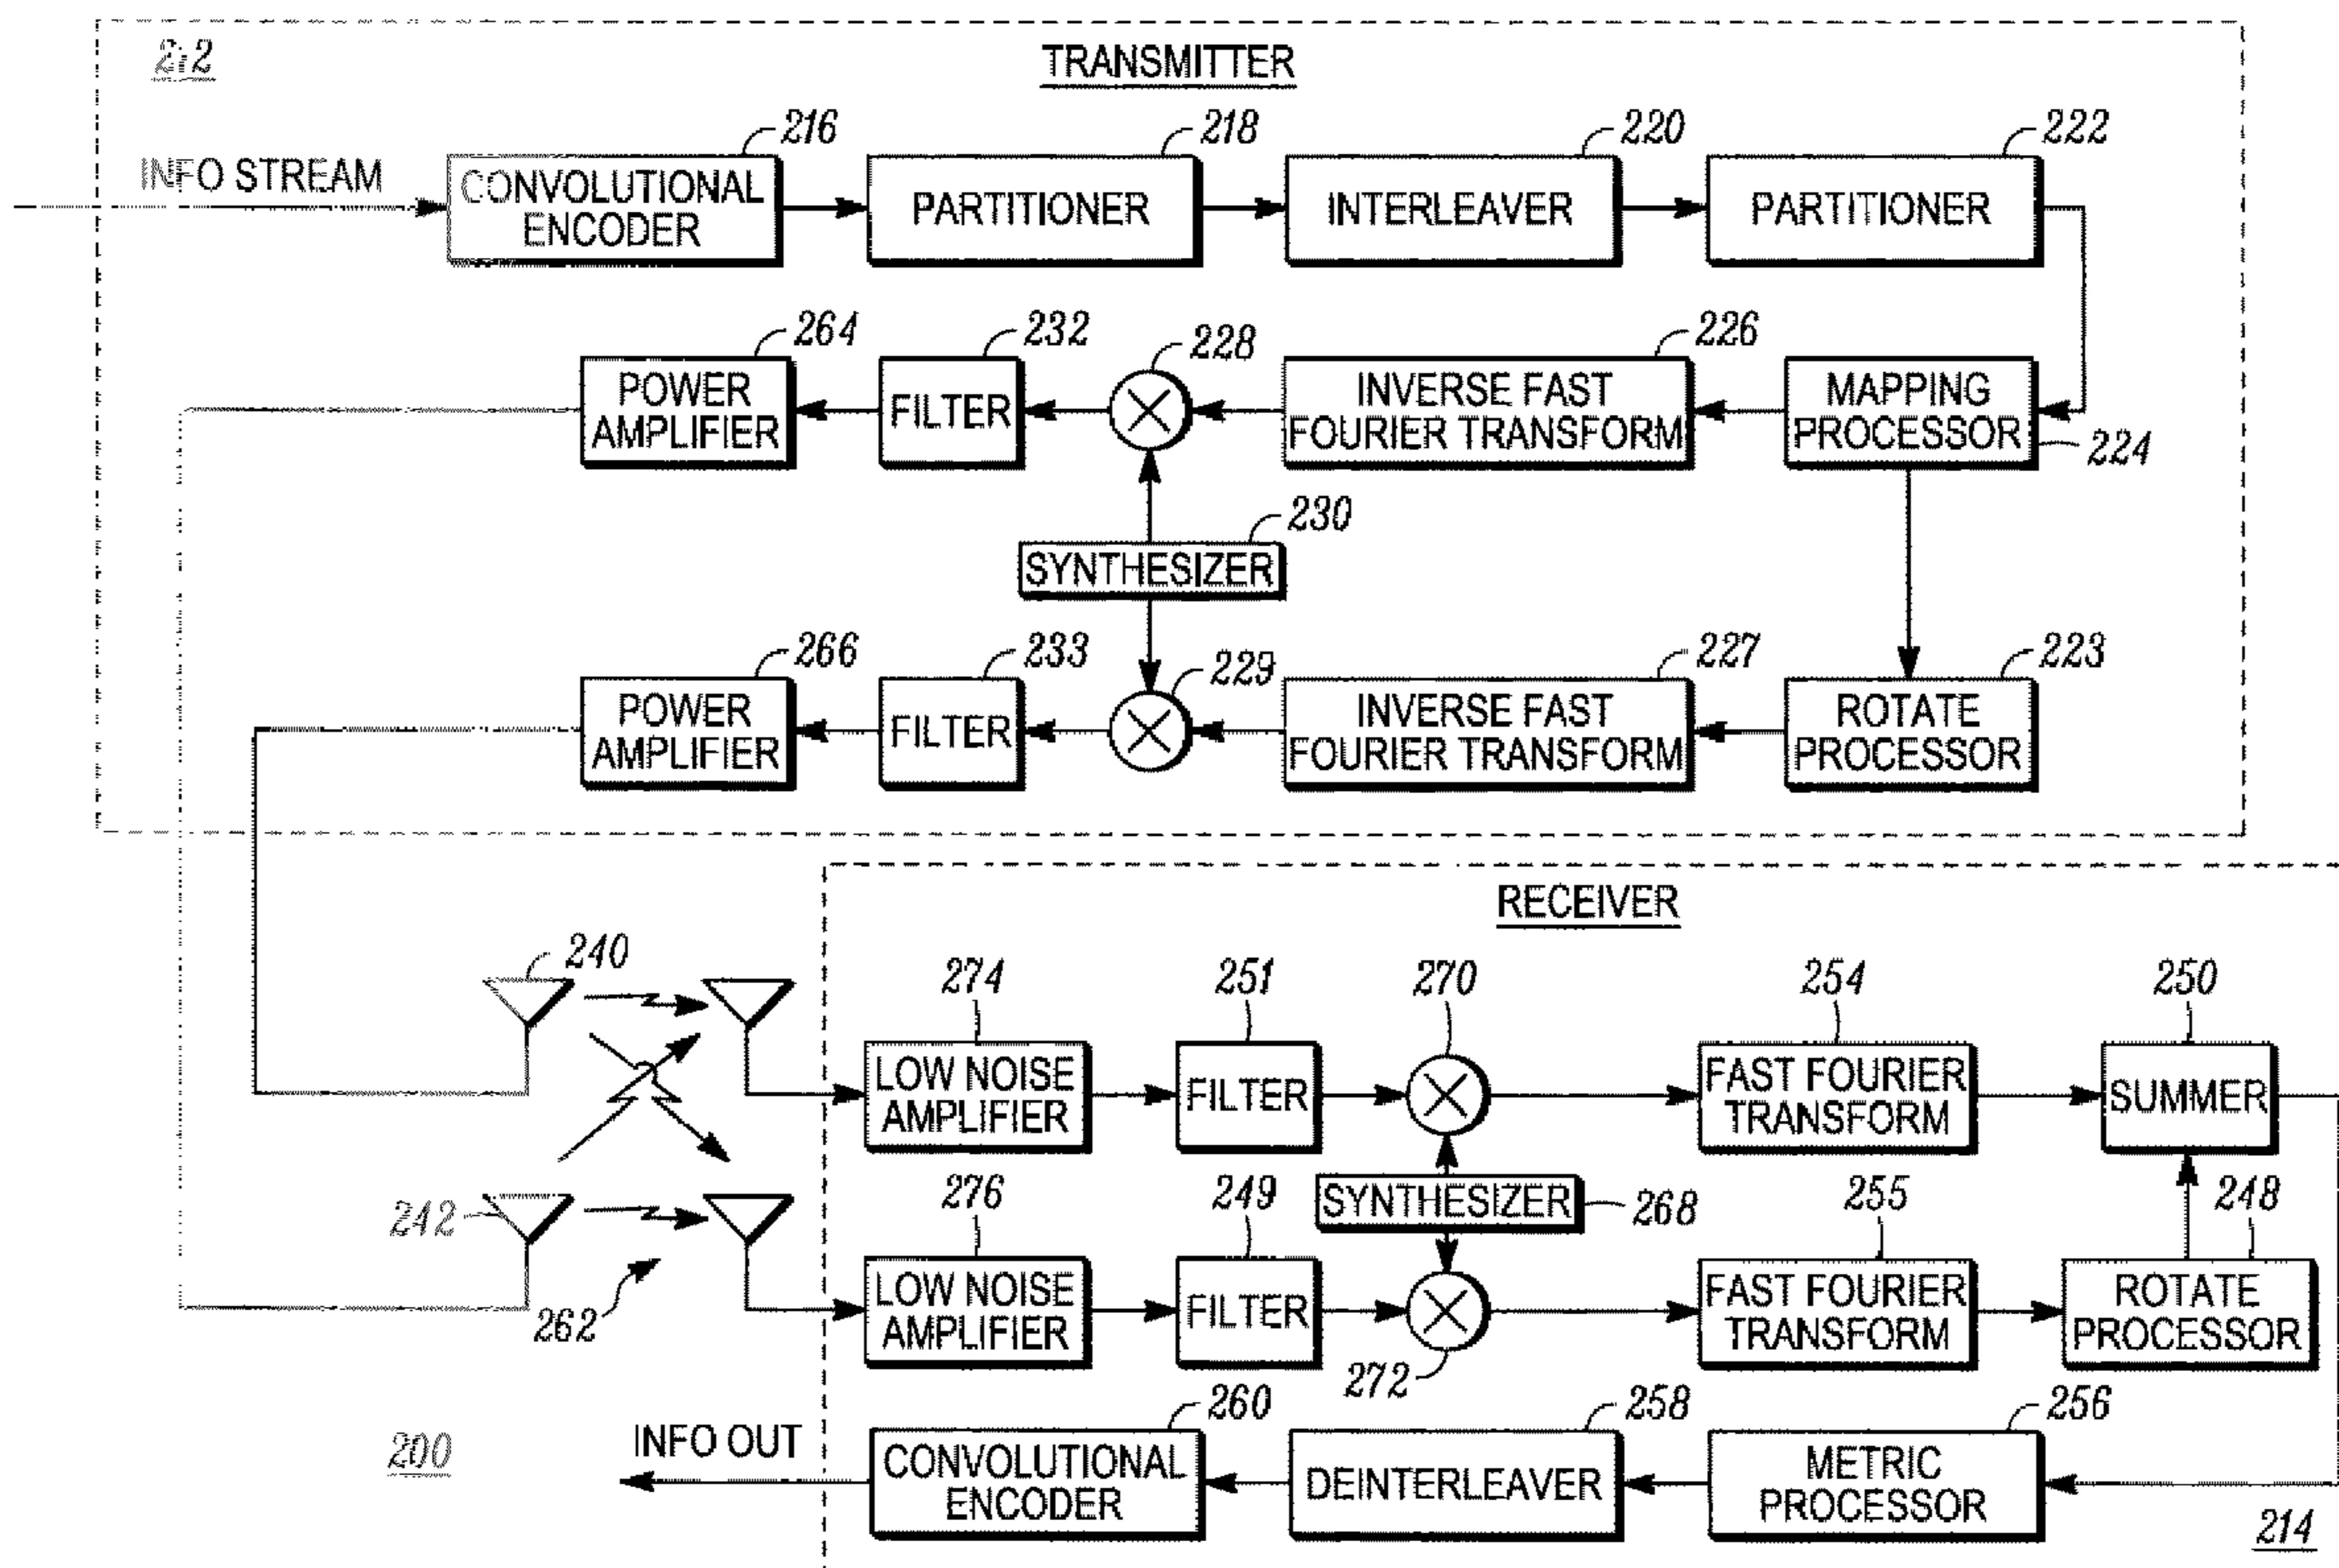 212
TRANSMITTER
216
218
220
222
INFO STREAM
CONVOLUTIONAL
ENCODER
PARTITIONER
INTERLEAVER
PARTITIONER
264
232
228
226
POWER
AMPLIFIER
FILTER
INVERSE FAST
FOURIER TRANSFORM
MAPPING
PROCESSOR
224
230
SYNTHESIZER
266
233
229
227
223
POWER
AMPLIFIER
FILTER
INVERSE FAST
FOURIER TRANSFORM
ROTATE
PROCESSOR
RECEIVER
240
274
251
270
254
250
LOW NOISE
AMPLIFIER
FILTER
FAST FOURIER
TRANSFORM
SUMMER
242
276
249
SYNTHESIZER
268
255
248
262
LOW NOISE
AMPLIFIER
FILTER
272
FAST FOURIER
TRANSFORM
ROTATE
PROCESSOR
200
INFO OUT
260
258
256
CONVOLUTIONAL
ENCODER
DEINTERLEAVER
METRIC
PROCESSOR
214